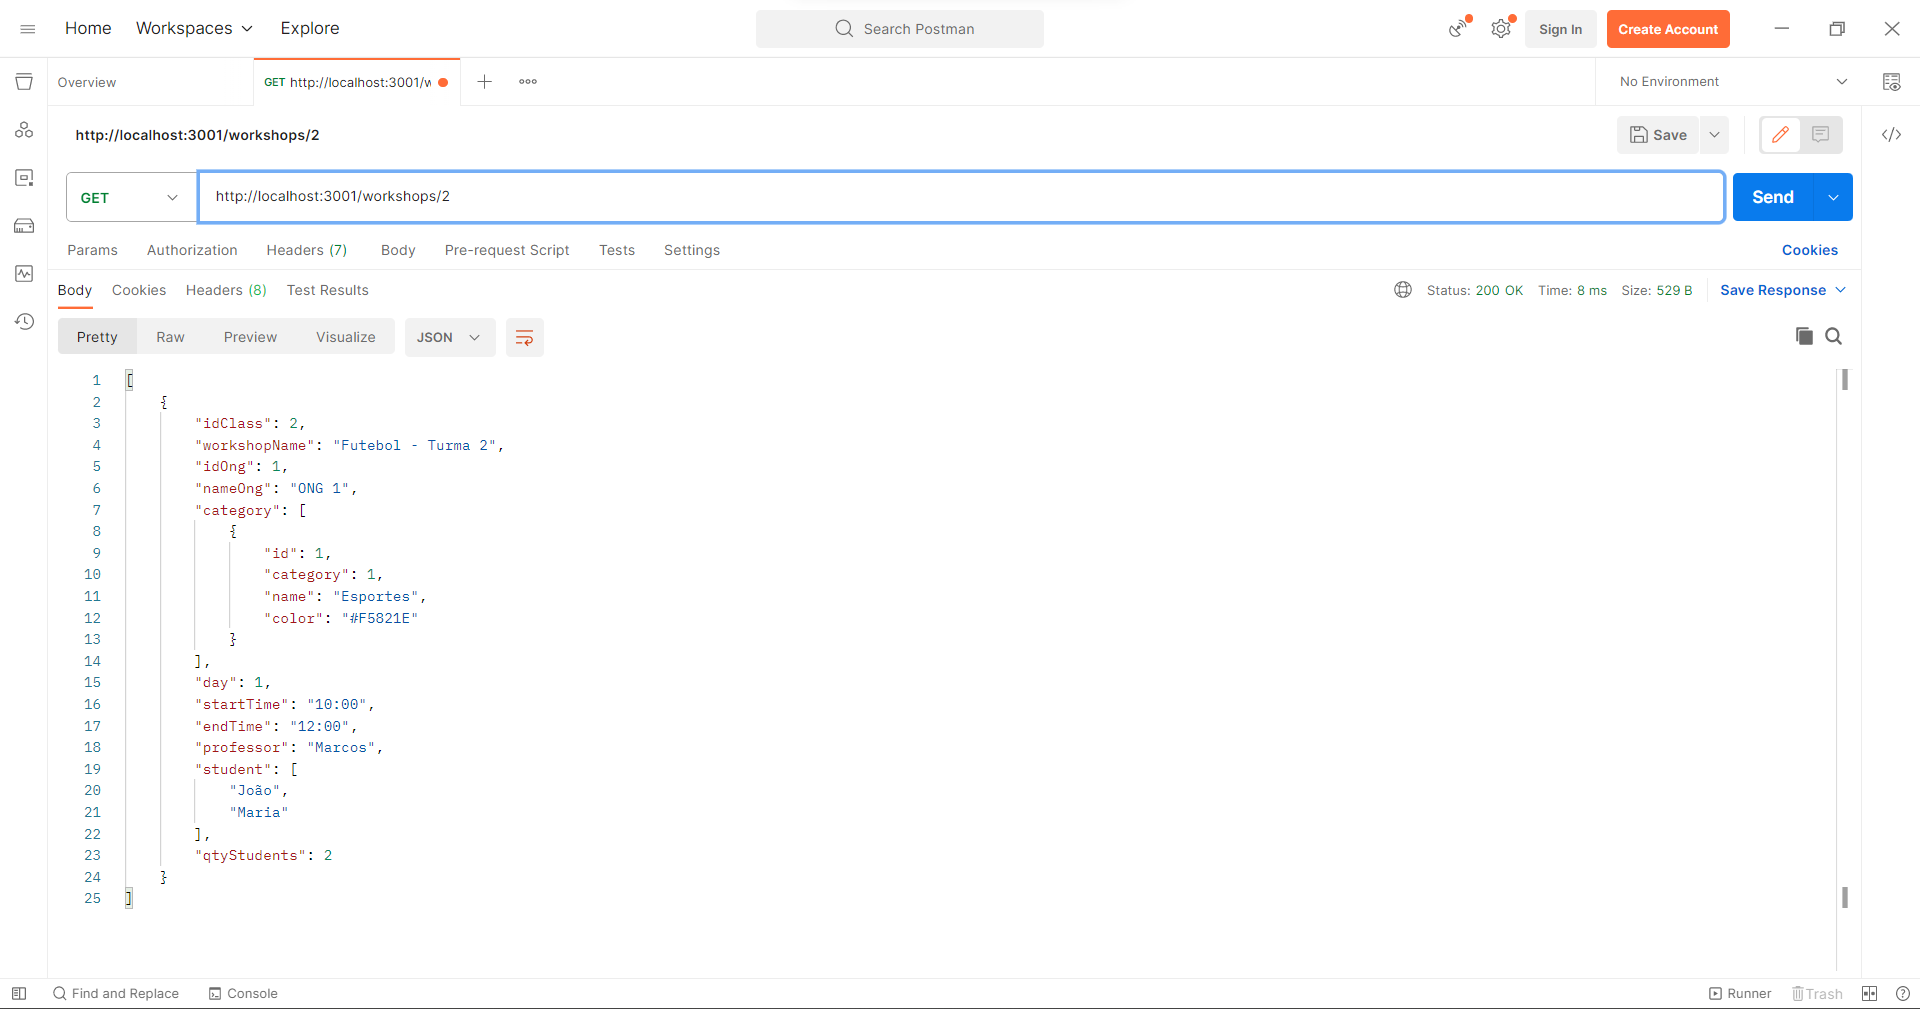 Home Workspaces Explore Search Postman Sign In Create Account
Overview GET http://localhost:3001/w No Environment
http://localhost:3001/workshops/2 Save
GET http://localhost:3001/workshops/2 Send
Params Authorization Headers (7) Body Pre-request Script Tests Settings Cookies
Body Cookies Headers (8) Test Results Status: 200 OK Time: 8 ms Size: 529 B Save Response
Pretty Raw Preview Visualize JSON
1 [
2 {
3 "idClass": 2,
4 "workshopName": "Futebol - Turma 2",
5 "idOng": 1,
6 "nameOng": "ONG 1",
7 "category": [
8 {
9 "id": 1,
10 "category": 1,
11 "name": "Esportes",
12 "color": "#F5821E"
13 }
14 ],
15 "day": 1,
16 "startTime": "10:00",
17 "endTime": "12:00",
18 "professor": "Marcos",
19 "student": [
20 "João",
21 "Maria"
22 ],
23 "qtyStudents": 2
24 }
25 ]
Find and Replace Console Runner Trash